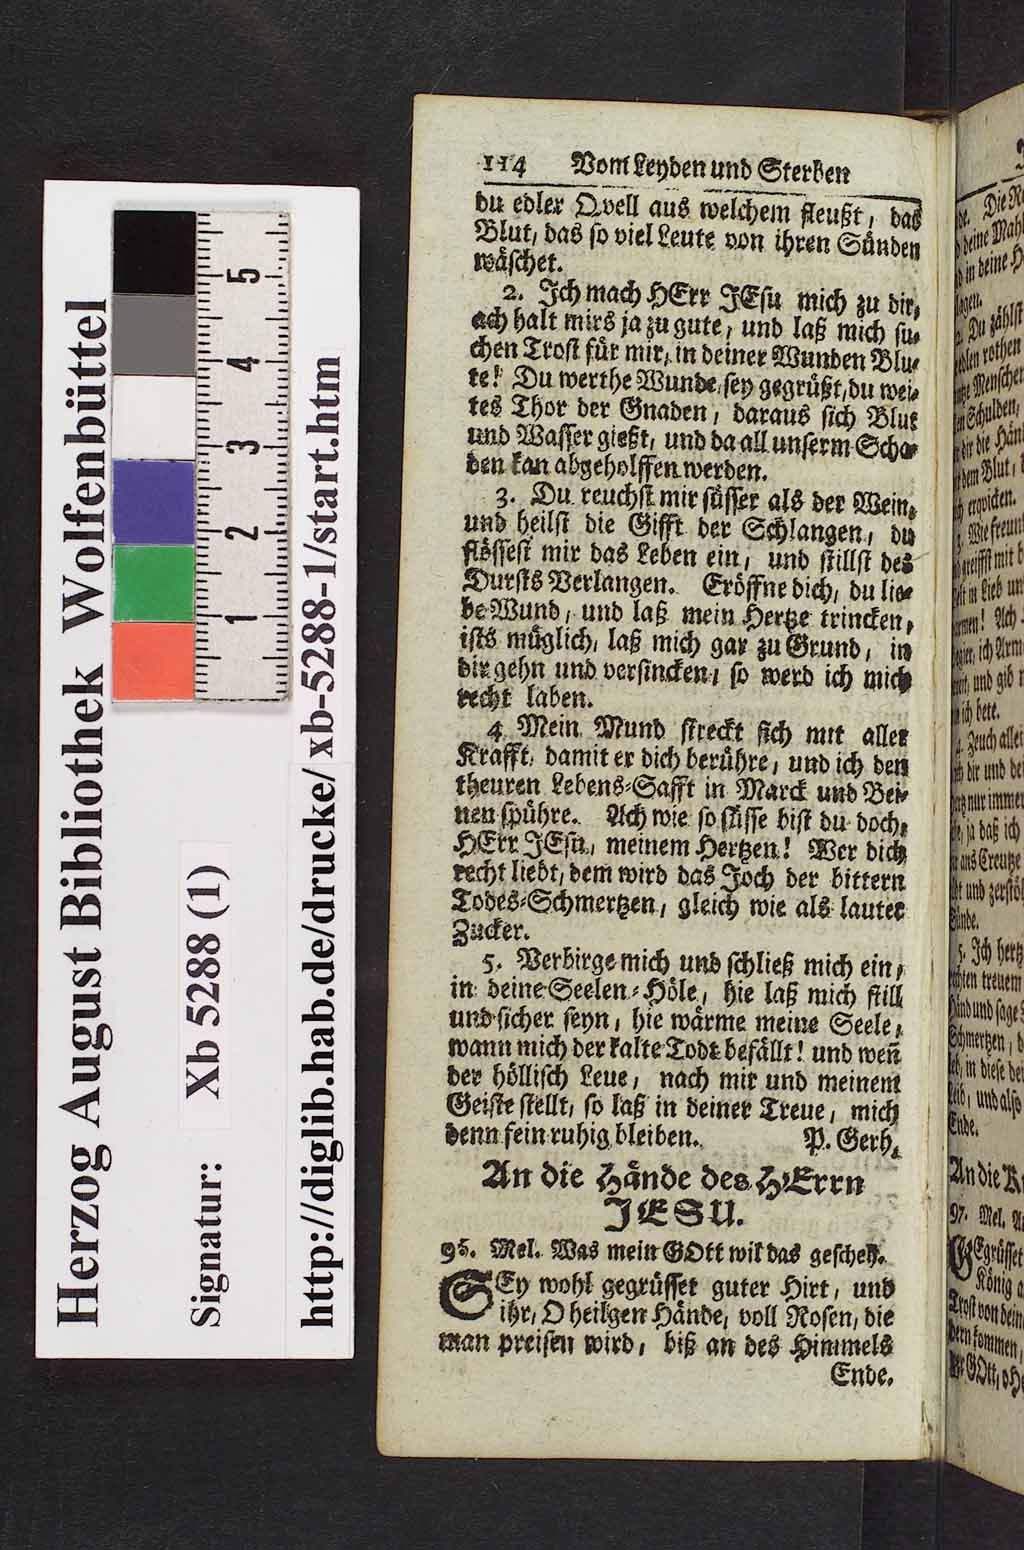 Herzog August Bibliothek Wolfenbüttel
Signatur: Xb 5288 (1)
http://diglib.hab.de/drucke/xb-5288-1/start.htm
1 2 3 4 5
114 Vom Leyden und Sterben
du edler Qvell aus welchem fleußt, das
Blut, das so viel Leute von ihren Sünden
wäschet.
2. Ich mach HErr JEsu mich zu dir,
ach halt mirs ja zu gute, und laß mich su-
chen Trost für mir, in deiner Wunden Blu-
te! Du werthe Wunde, sey gegrüßt, du wei-
tes Thor der Gnaden, daraus sich Blut
und Wasser gießt, und da all unserm Scha-
den kan abgeholffen werden.
3. Du reuchst mir süsser als der Wein,
und heilst die Gifft der Schlangen, du
flössest mir das Leben ein, und stillst des
Dursts Verlangen. Eröffne dich, du lie-
be Wund, und laß mein Hertze trincken,
ists müglich, laß mich gar zu Grund, in
dir gehn und versincken, so werd ich mich
recht laben.
4 Mein Mund streckt sich mit aller
Krafft, damit er dich berühre, und ich den
theuren Lebens-Safft in Marck und Bei-
nen spühre. Ach wie so süsse bist du doch,
HErr JEsu, meinem Hertzen! Wer dich
recht liebt, dem wird das Joch der bittern
Todes-Schmertzen, gleich wie als lauter
Zucker.
5. Verbirge mich und schließ mich ein,
in deine Seelen-Höle, hie laß mich still
und sicher seyn, hie wärme meine Seele,
wann mich der kalte Todt befällt! und weñ
der höllisch Leue, nach mir und meinem
Geiste stellt, so laß in deiner Treue, mich
denn fein ruhig bleiben. P. Gerh.
An die Hände des HErrn
JESU.
96. Mel. Was mein GOtt wil das gescheh.
SEy wohl gegrüsset guter Hirt, und
ihr, O heilgen Hände, voll Rosen, die
man preisen wird, biß an des Himmels
Ende.